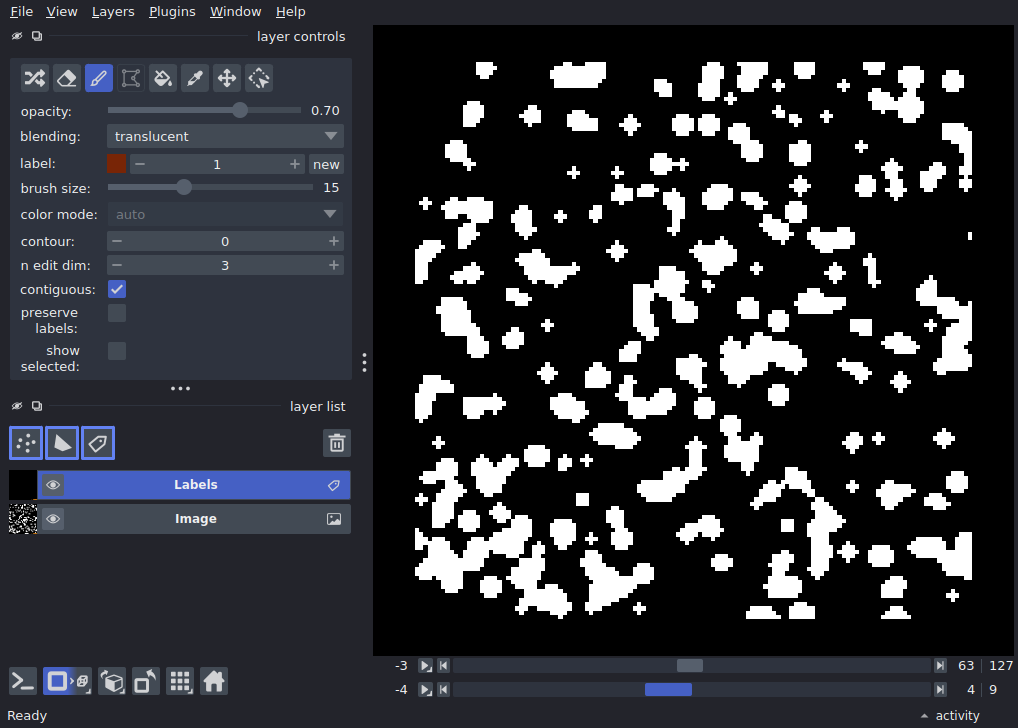 File View Layers Plugins Window Help
layer controls
opacity: 0.70
blending: translucent
label: 1 new
brush size: 15
color mode: auto
contour: 0
n edit dim: 3
contiguous:
preserve
labels:
show
selected:
layer list
Labels
Image
-3 63 127
-4 4 9
Ready activity